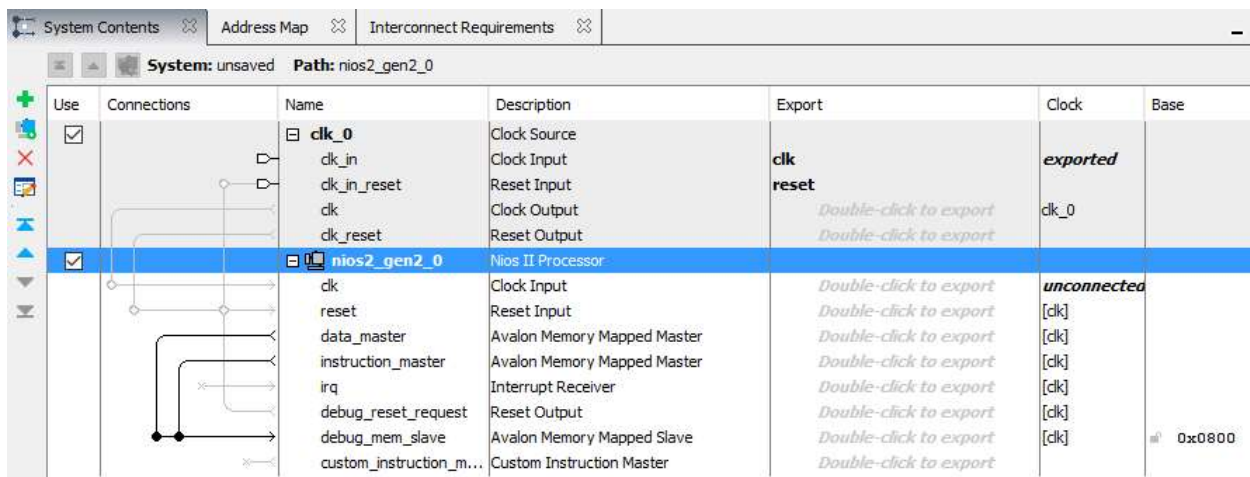 System Contents Address Map Interconnect Requirements
System: unsaved Path: nios2_gen2_0
Use Connections Name Description Export Clock Base
clk_0 Clock Source
clk_in Clock Input clk exported
clk_in_reset Reset Input reset
clk Clock Output Double-click to export clk_0
clk_reset Reset Output Double-click to export
nios2_gen2_0 Nios II Processor
clk Clock Input Double-click to export unconnected
reset Reset Input Double-click to export [clk]
data_master Avalon Memory Mapped Master Double-click to export [clk]
instruction_master Avalon Memory Mapped Master Double-click to export [clk]
irq Interrupt Receiver Double-click to export [clk]
debug_reset_request Reset Output Double-click to export [clk]
debug_mem_slave Avalon Memory Mapped Slave Double-click to export [clk] 0x0800
custom_instruction_m... Custom Instruction Master Double-click to export